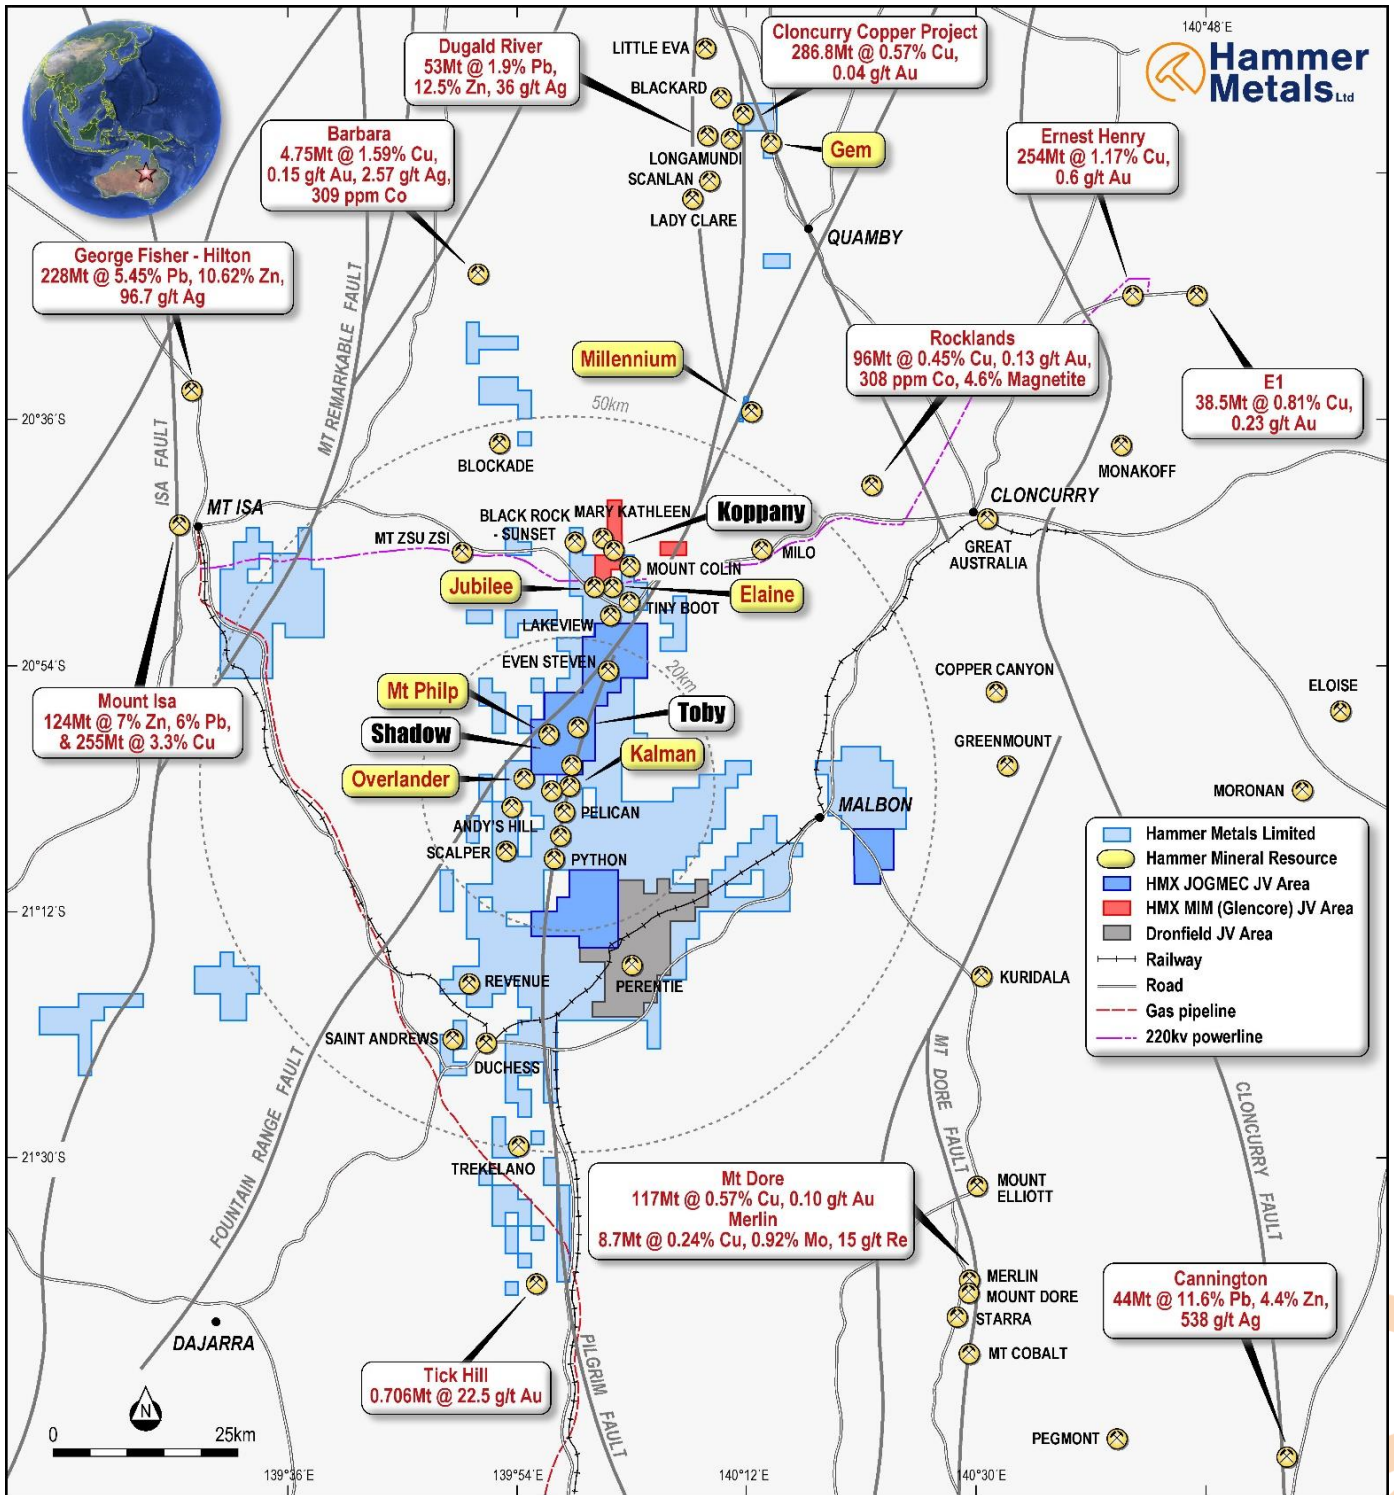 140°48´E
Hammer
Metals Ltd
LITTLE EVA
Dugald River
53Mt @ 1.9% Pb,
12.5% Zn, 36 g/t Ag
Cloncurry Copper Project
286.8Mt @ 0.57% Cu,
0.04 g/t Au
BLACKARD
Barbara
4.75Mt @ 1.59% Cu,
0.15 g/t Au, 2.57 g/t Ag,
309 ppm Co
LONGAMUNDI
Gem
Ernest Henry
254Mt @ 1.17% Cu,
0.6 g/t Au
SCANLAN
LADY CLARE
QUAMBY
George Fisher - Hilton
228Mt @ 5.45% Pb, 10.62% Zn,
96.7 g/t Ag
MT REMARKABLE FAULT
Millennium
Rocklands
96Mt @ 0.45% Cu, 0.13 g/t Au,
308 ppm Co, 4.6% Magnetite
E1
38.5Mt @ 0.81% Cu,
0.23 g/t Au
50km
20°36´S
ISA FAULT
BLOCKADE
MONAKOFF
MT ISA
CLONCURRY
BLACK ROCK
- SUNSET
MARY KATHLEEN
Koppany
MT ZSU ZSI
MILO
GREAT
AUSTRALIA
MOUNT COLIN
Jubilee
Elaine
TINY BOOT
LAKEVIEW
20°54´S
EVEN STEVEN
20km
COPPER CANYON
ELOISE
Mount Isa
124Mt @ 7% Zn, 6% Pb,
& 255Mt @ 3.3% Cu
Mt Philp
Toby
Shadow
Kalman
GREENMOUNT
Overlander
MORONAN
MALBON
PELICAN
ANDY'S HILL
SCALPER
PYTHON
Hammer Metals Limited
Hammer Mineral Resource
HMX JOGMEC JV Area
HMX MIM (Glencore) JV Area
Dronfield JV Area
Railway
Road
Gas pipeline
220kv powerline
21°12´S
REVENUE
PERENTIE
KURIDALA
SAINT ANDREWS
DUCHESS
MT DORE FAULT
CLONCURRY FAULT
FOUNTAIN RANGE FAULT
21°30´S
TREKELANO
Mt Dore
117Mt @ 0.57% Cu, 0.10 g/t Au
Merlin
8.7Mt @ 0.24% Cu, 0.92% Mo, 15 g/t Re
MOUNT
ELLIOTT
MERLIN
MOUNT DORE
STARRA
MT COBALT
Cannington
44Mt @ 11.6% Pb, 4.4% Zn,
538 g/t Ag
DAJARRA
PILGRIM FAULT
Tick Hill
0.706Mt @ 22.5 g/t Au
N
0
25km
PEGMONT
139°36´E
139°54´E
140°12´E
140°30´E